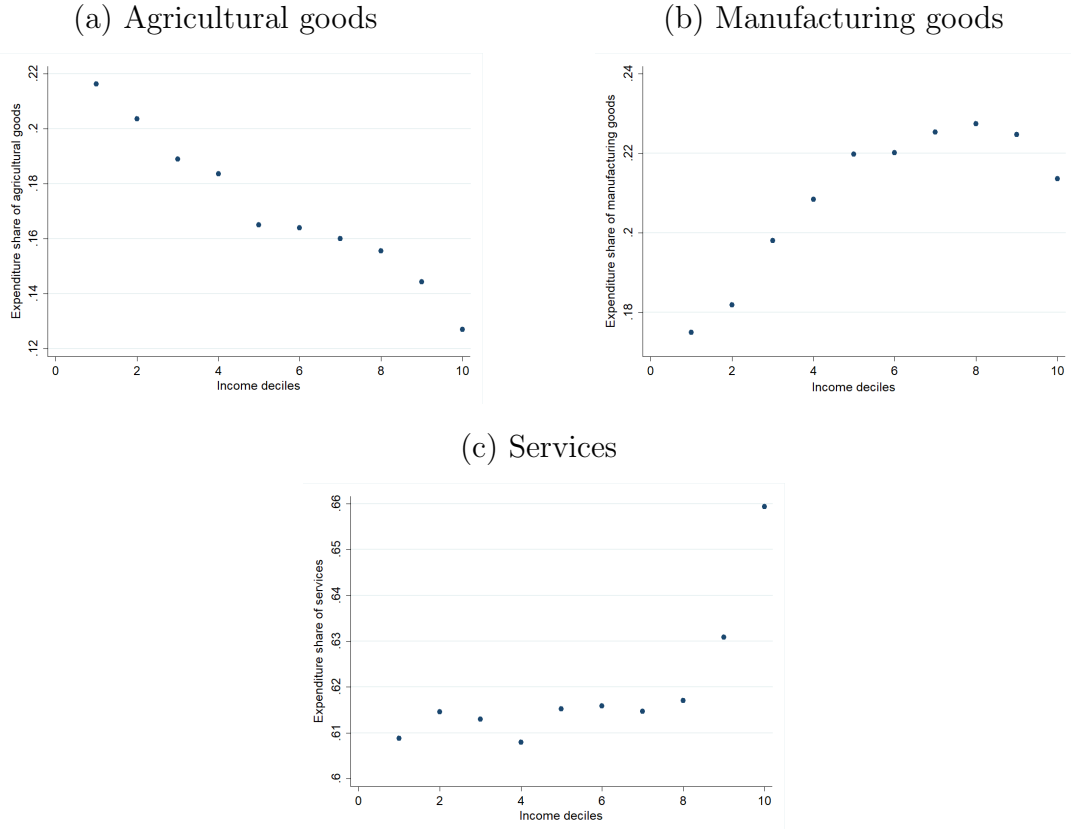 (a) Agricultural goods
Expenditure share of agricultural goods
.22
.2
.18
.16
.14
.12
0 2 4 6 8 10
Income deciles
(b) Manufacturing goods
Expenditure share of manufacturing goods
.24
.22
.2
.18
0 2 4 6 8 10
Income deciles
(c) Services
Expenditure share of services
.66
.65
.64
.63
.62
.61
.6
0 2 4 6 8 10
Income deciles